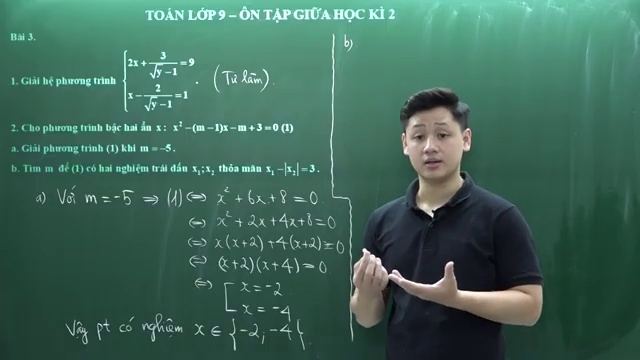 TOÁN LỚP 9 – ÔN TẬP GIỮA HỌC KÌ 2
Bài 3.
1. Giải hệ phương trình { 2x + 3/(√y − 1) = 9
x − 2/(√y − 1) = 1 . (Tự làm).
2. Cho phương trình bậc hai ẩn x : x² − (m − 1)x − m + 3 = 0 (1)
a. Giải phương trình (1) khi m = −5.
b. Tìm m để (1) có hai nghiệm trái dấu x₁; x₂ thỏa mãn x₁ − |x₂| = 3.
a) Với m = −5 ⇒ (1) ⇔ x² + 6x + 8 = 0
⇔ x² + 2x + 4x + 8 = 0
⇔ x(x + 2) + 4(x + 2) = 0
⇔ (x + 2)(x + 4) = 0
⇔ [ x = −2
x = −4
Vậy pt có nghiệm x ∈ {−2, −4}.
b)